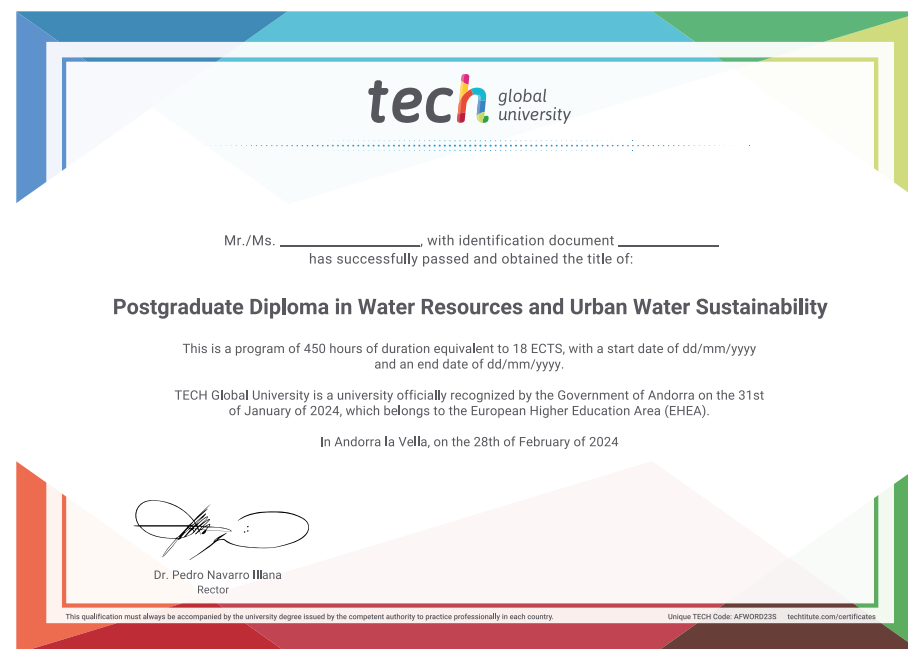 tech global
university
Mr./Ms. ____________________, with identification document ______________
has successfully passed and obtained the title of:
Postgraduate Diploma in Water Resources and Urban Water Sustainability
This is a program of 450 hours of duration equivalent to 18 ECTS, with a start date of dd/mm/yyyy
and an end date of dd/mm/yyyy.
TECH Global University is a university officially recognized by the Government of Andorra on the 31st
of January of 2024, which belongs to the European Higher Education Area (EHEA).
In Andorra la Vella, on the 28th of February of 2024
Dr. Pedro Navarro Illana
Rector
This qualification must always be accompanied by the university degree issued by the competent authority to practice professionally in each country.
Unique TECH Code: AFWORD23S techtitute.com/certificates